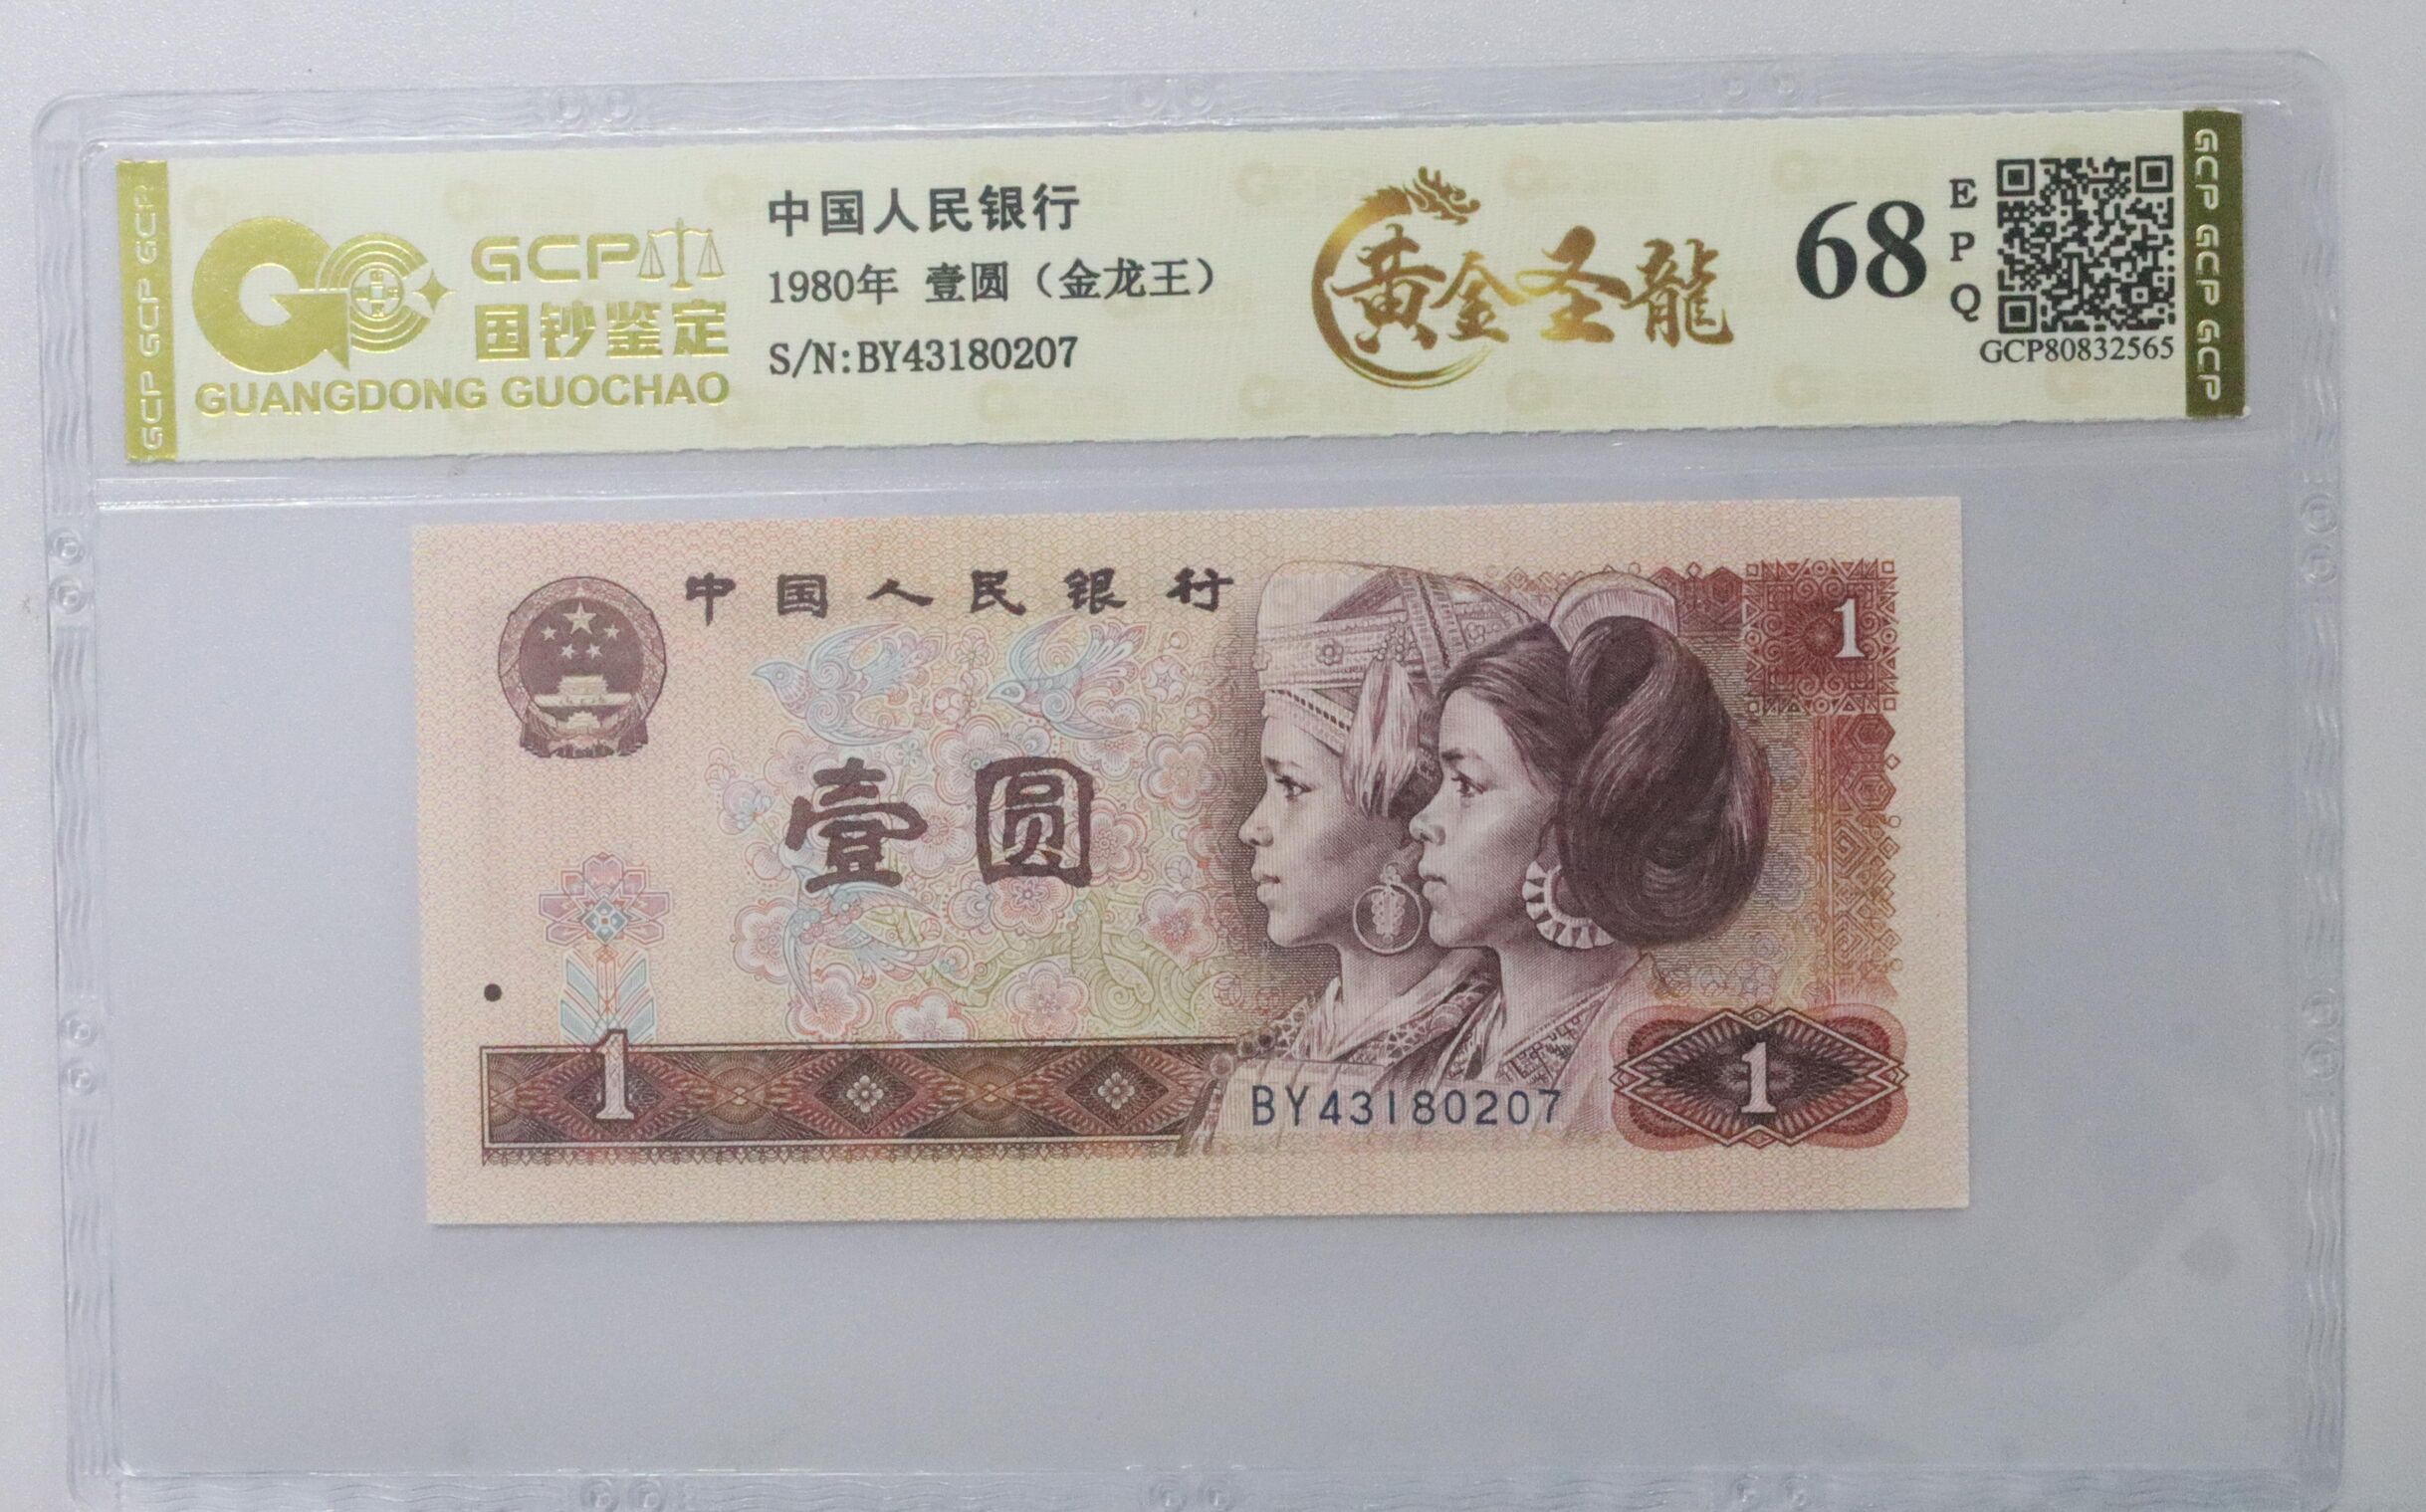 GCP GCP GCP
GCP
国钞鉴定
GUANGDONG GUOCHAO
中国人民银行
1980年 壹圆（金龙王）
S/N:BY43180207
黄金圣龍
68
E
P
Q
GCP80832565
GCP GCP GCP
中国人民银行
1
壹圆
1
BY43180207
1